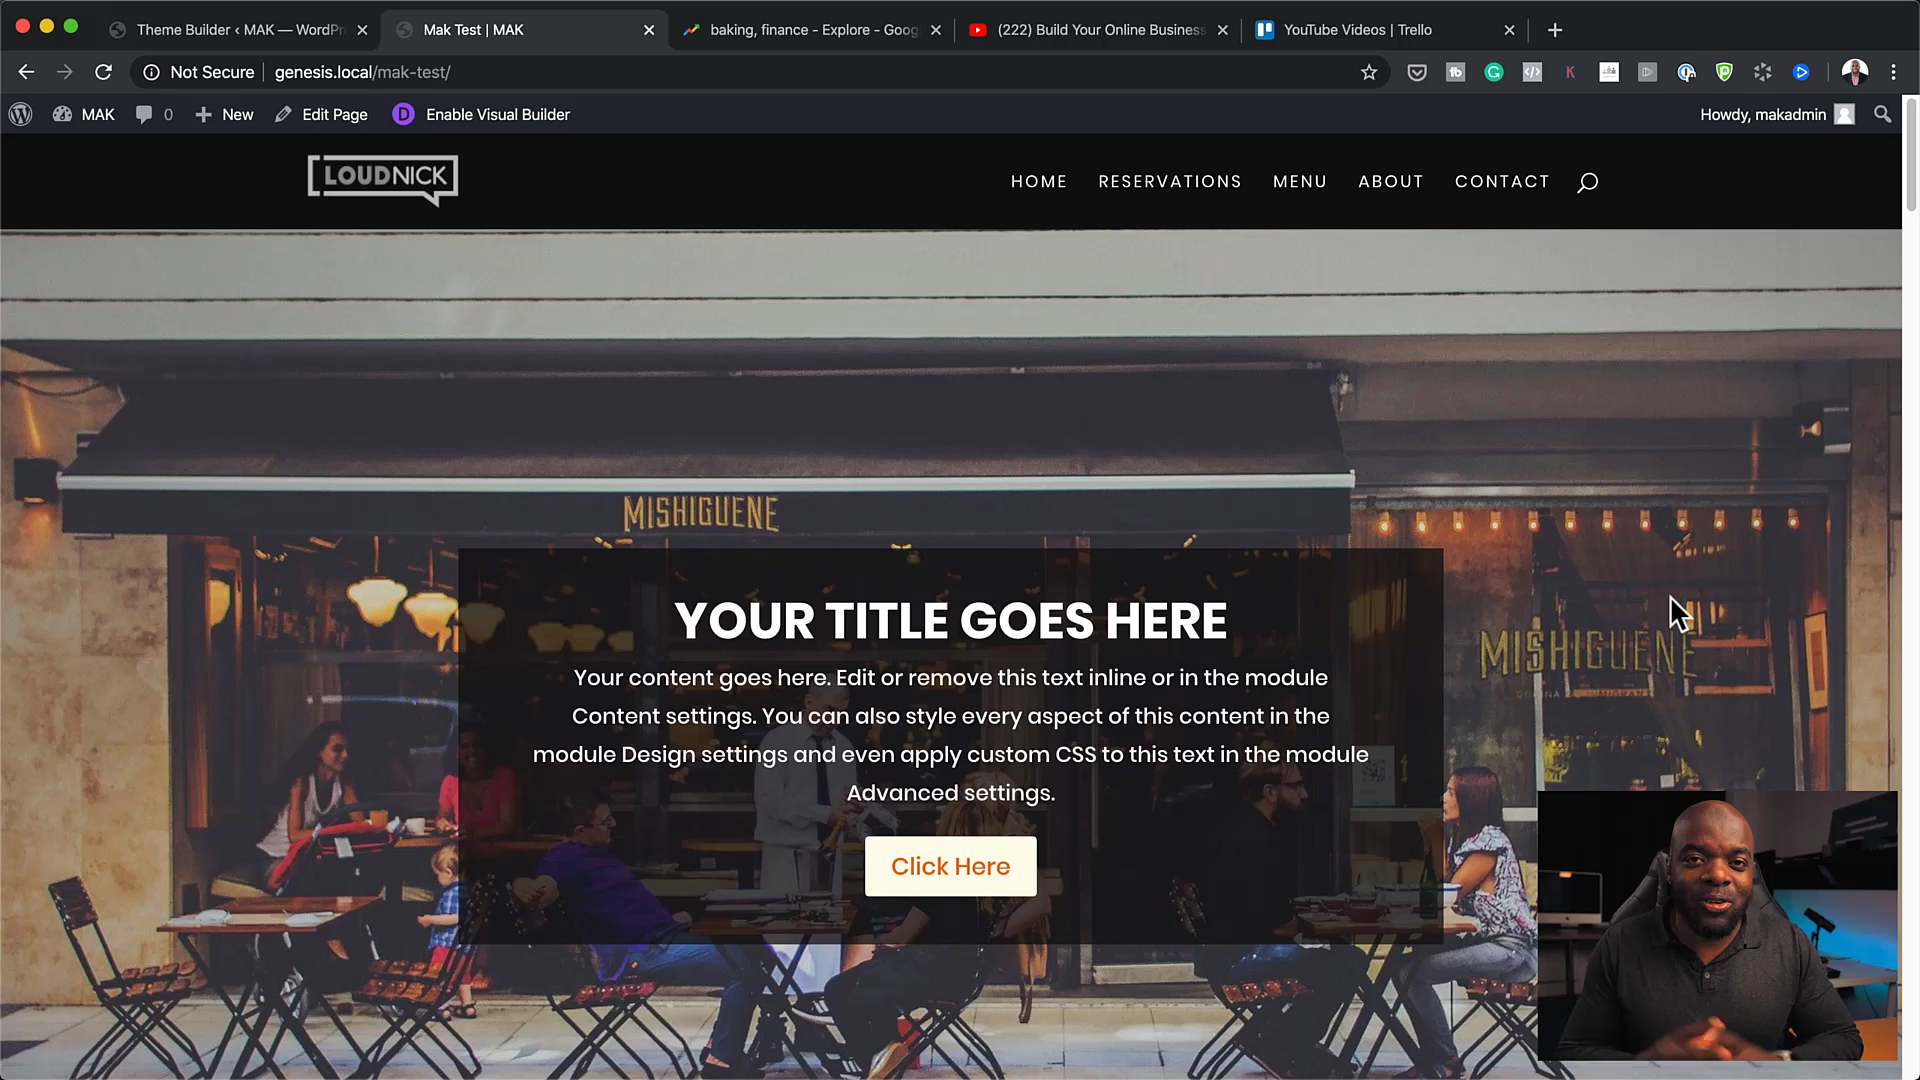 Theme Builder ‹ MAK — WordPr
Mak Test | MAK
baking, finance - Explore - Goog
(222) Build Your Online Business
YouTube Videos | Trello
Not Secure
genesis.local/mak-test/
MAK
0
New
Edit Page
D
Enable Visual Builder
Howdy, makadmin
LOUDNICK
HOME
RESERVATIONS
MENU
ABOUT
CONTACT
MISHIGUENE
YOUR TITLE GOES HERE
MISHIGUENE
Your content goes here. Edit or remove this text inline or in the module
Content settings. You can also style every aspect of this content in the
module Design settings and even apply custom CSS to this text in the module
Advanced settings.
Click Here